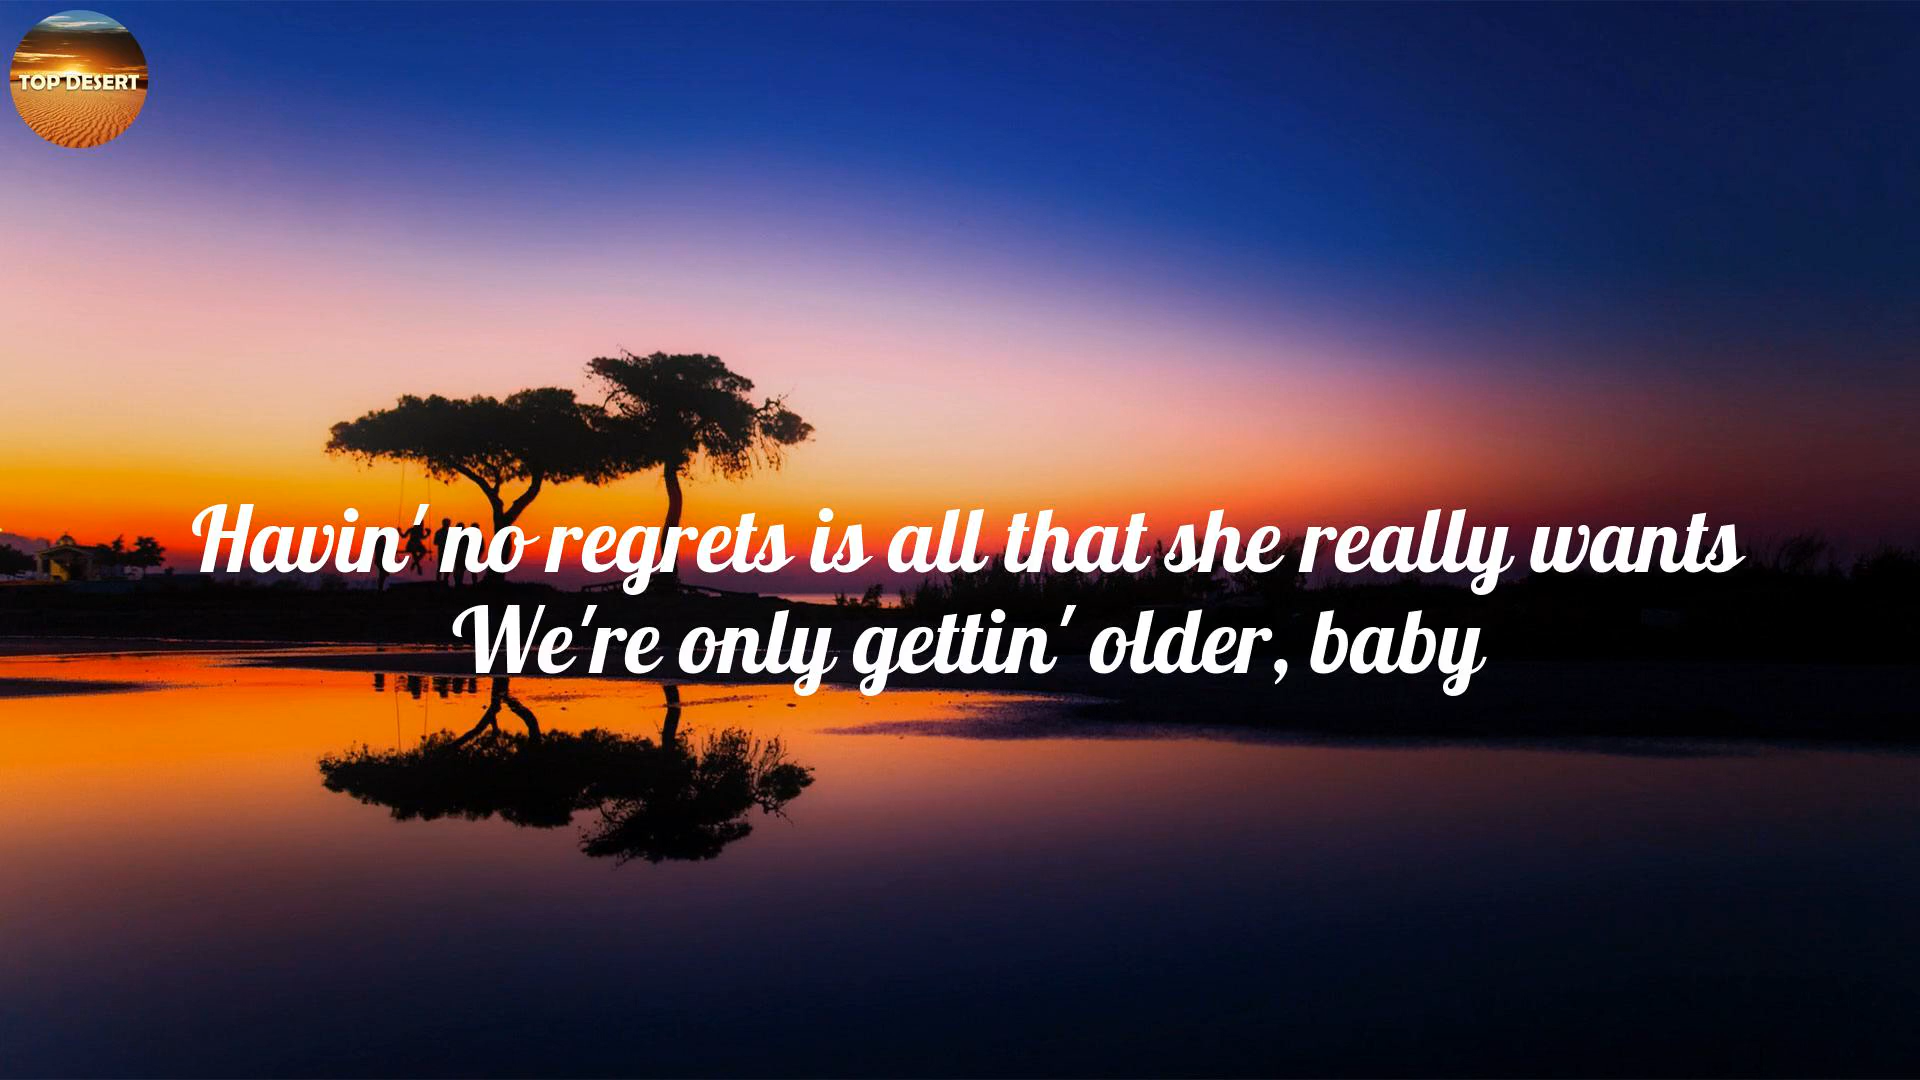 TOP DESERT
Havin' no regrets is all that she really wants
We're only gettin' older, baby